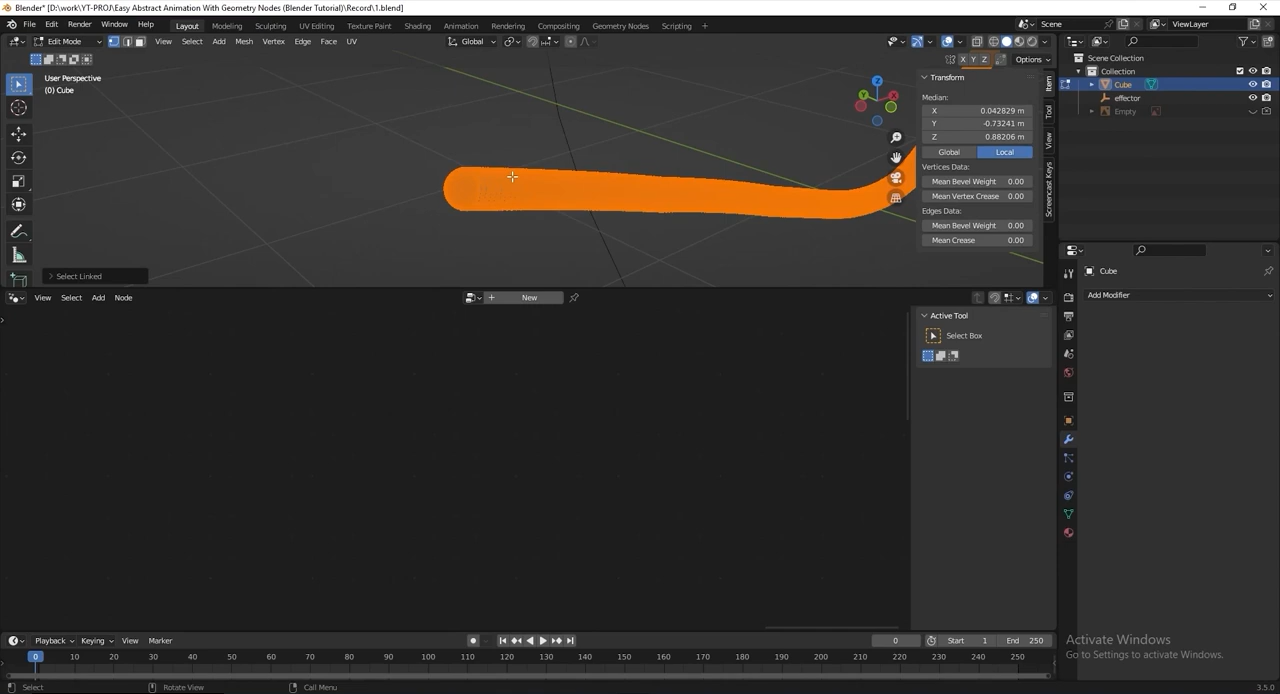 Blender* [D:\work\YT-PROJ\Easy Abstract Animation With Geometry Nodes (Blender Tutorial)\Record\1.blend]
File Edit Render Window Help Layout Modeling Sculpting UV Editing Texture Paint Shading Animation Rendering Compositing Geometry Nodes Scripting + Scene ViewLayer
Edit Mode View Select Add Mesh Vertex Edge Face UV Global
X Y Z Options
User Perspective
(0) Cube
Z
Y
X
Transform
Median:
X 0.042829 m
Y -0.73241 m
Z 0.88206 m
Global Local
Vertices Data:
Mean Bevel Weight 0.00
Mean Vertex Crease 0.00
Edges Data:
Mean Bevel Weight 0.00
Mean Crease 0.00
Item
Tool
View
Screencast Keys
Select Linked
Scene Collection
Collection
Cube
effector
Empty
Cube
Add Modifier
View Select Add Node New
Active Tool
Select Box
Playback Keying View Marker 0 Start 1 End 250
0 10 20 30 40 50 60 70 80 90 100 110 120 130 140 150 160 170 180 190 200 210 220 230 240 250
Activate Windows
Go to Settings to activate Windows.
Select Rotate View Call Menu 3.5.0